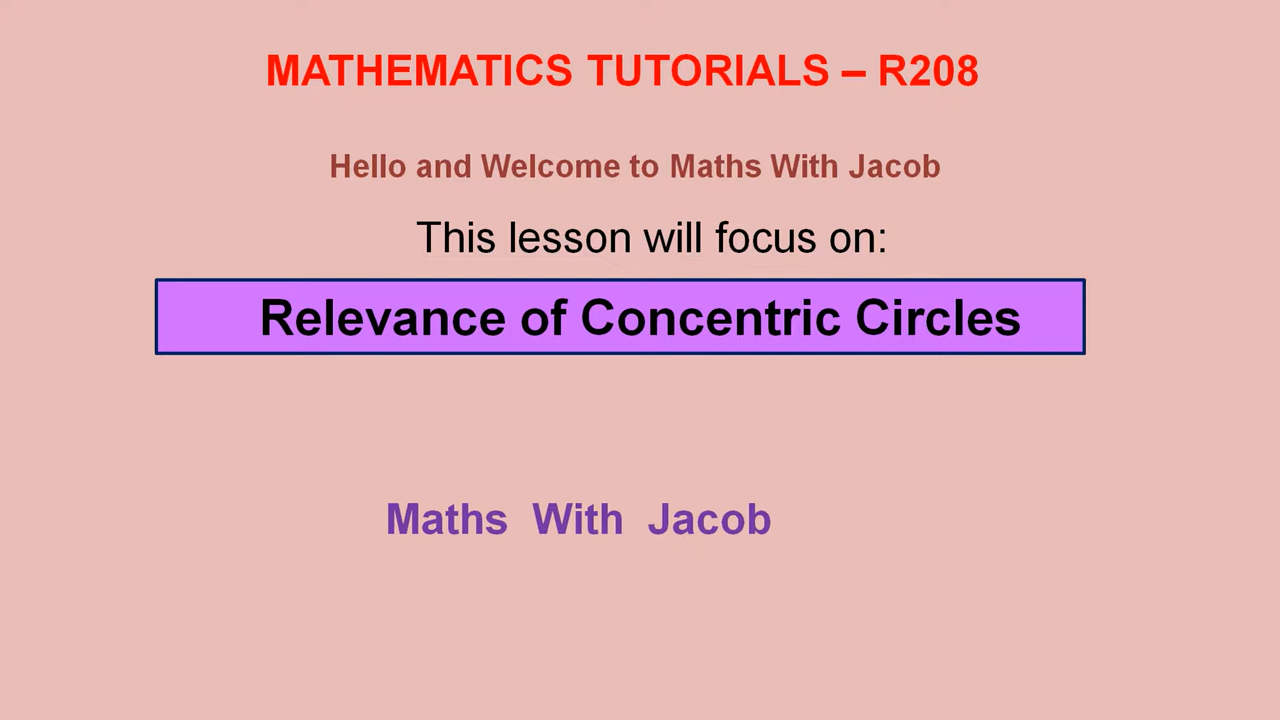 MATHEMATICS TUTORIALS – R208
Hello and Welcome to Maths With Jacob
This lesson will focus on:
Relevance of Concentric Circles
Maths With Jacob